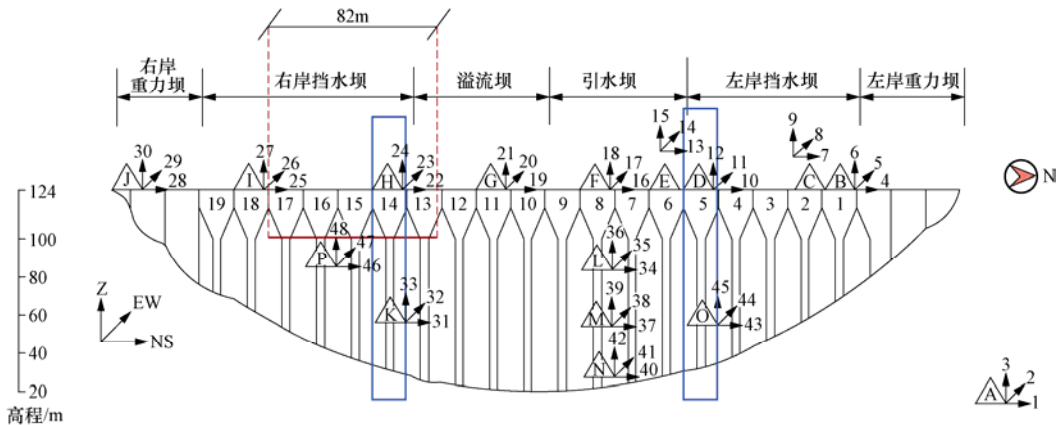 82m
右岸
重力坝
右岸挡水坝
溢流坝
引水坝
左岸挡水坝
左岸重力坝
30 29 28 J
27 26 25 I
24 23 22 H
21 20 19 G
18 17 16 F
15 14 13 E
12 11 10 D
9 8 7 C
6 5 4 B
N
124
100
80
60
40
20
高程/m
19 18 17 16 15 14 13 12 11 10 9 8 7 6 5 4 3 2 1
48 47 46 P
36 35 34 L
33 32 31 K
39 38 37 M
45 44 43 O
42 41 40 N
Z
EW
NS
3 2 1 A